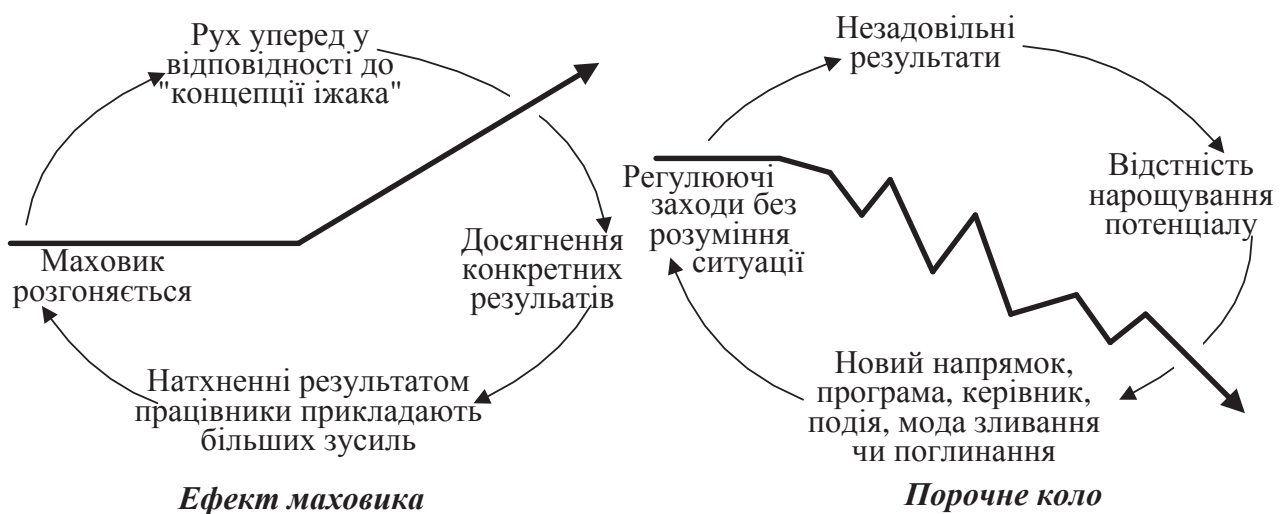 Рух уперед у
відповідності до
"концепції їжака"
Досягнення
конкретних
резульатів
Натхненні результатом
працівники прикладають
більших зусиль
Маховик
розгоняється
Ефект маховика
Незадовільні
результати
Відстність
нарощування
потенціалу
Новий напрямок,
програма, керівник,
подія, мода зливання
чи поглинання
Регулюючі
заходи без
розуміння
ситуації
Порочне коло